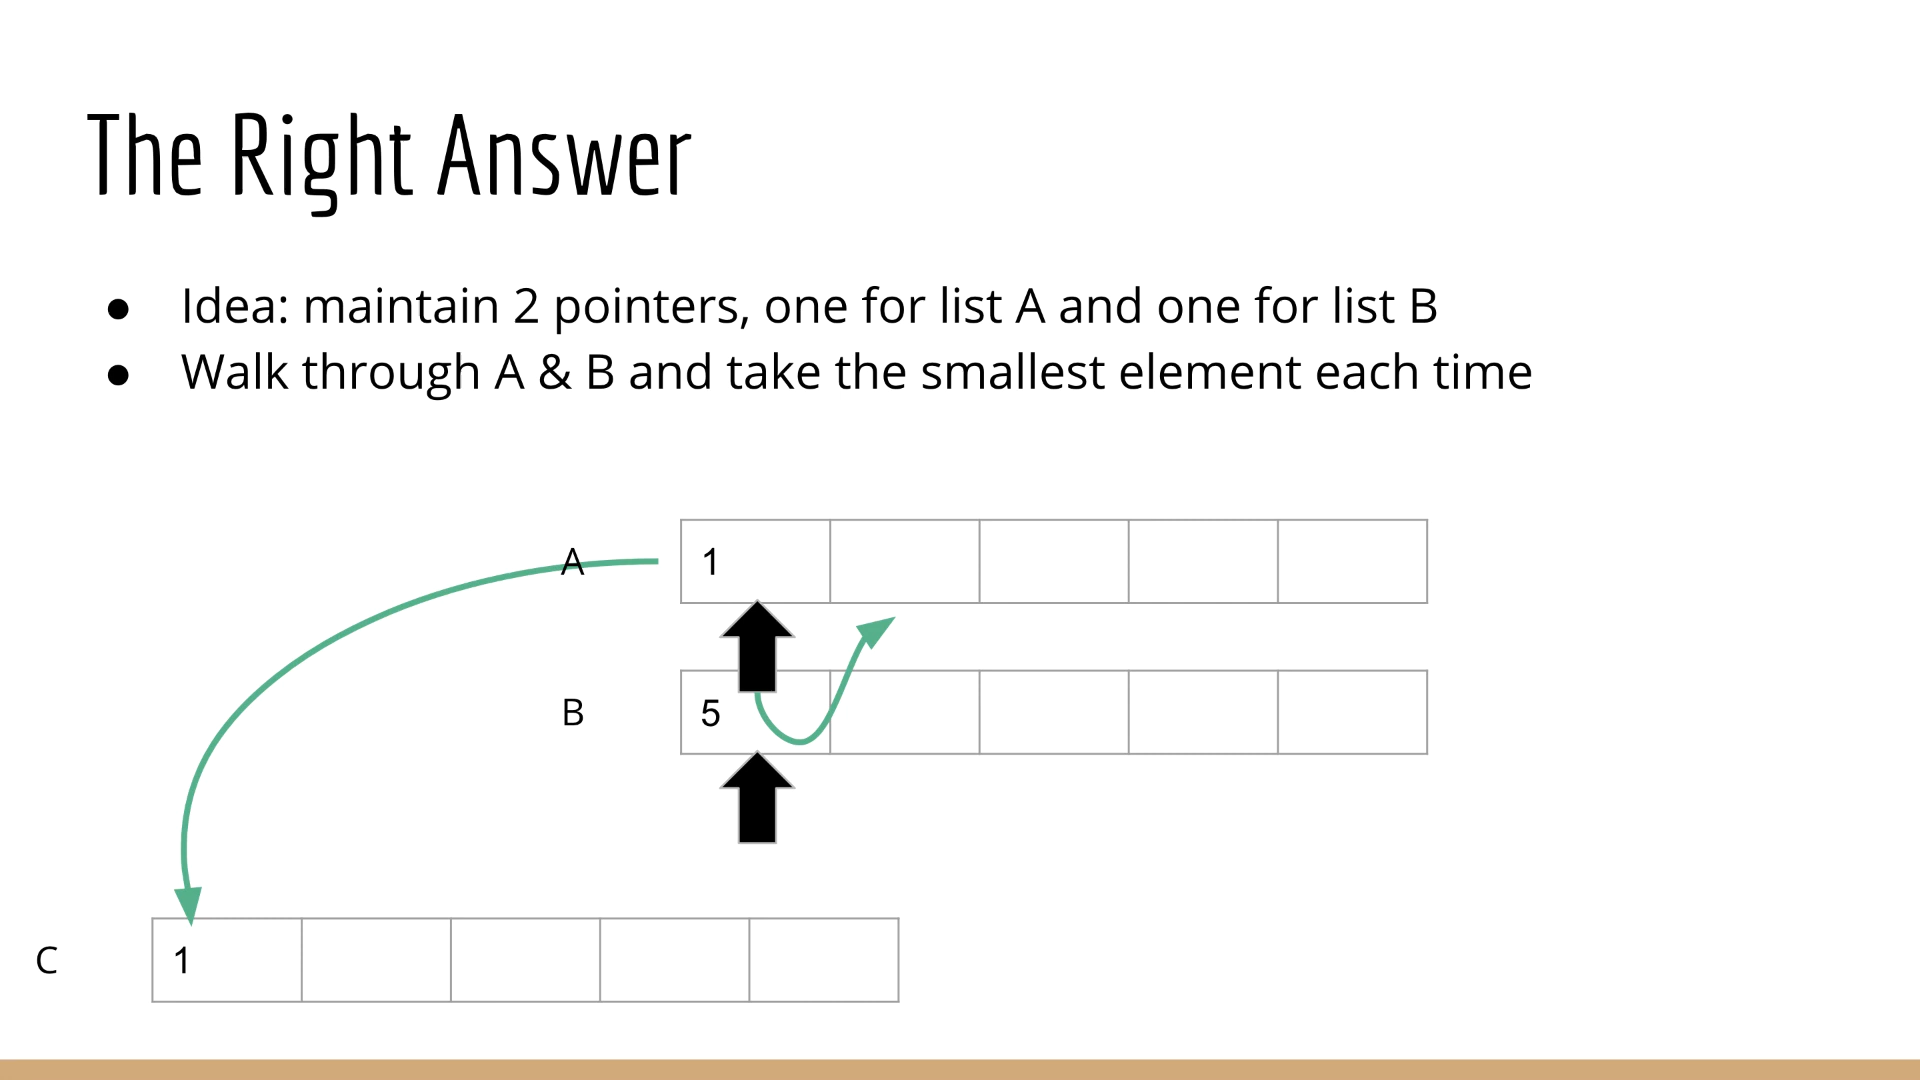 The Right Answer
● Idea: maintain 2 pointers, one for list A and one for list B
● Walk through A & B and take the smallest element each time
A 1
B 5
C 1